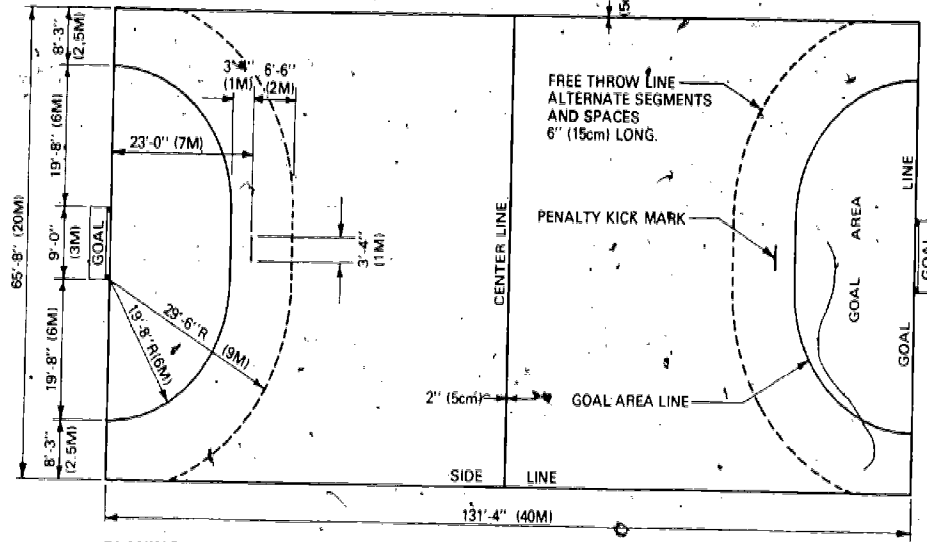 8'-3"
(2.5M)
19'-8" (6M)
65'-8" (20M)
9'-0"
(3M)
GOAL
19'-8" (6M)
8'-3"
(2.5M)
3'-4"
(1M)
6'-6"
(2M)
23'-0" (7M)
3'-4"
(1M)
29'-6"R
(9M)
19'-8"R(6M)
CENTER LINE
2" (5cm)
SIDE LINE
131'-4" (40M)
FREE THROW LINE
ALTERNATE SEGMENTS
AND SPACES
6" (15cm) LONG.
PENALTY KICK MARK
GOAL AREA LINE
GOAL AREA
GOAL LINE
GOAL